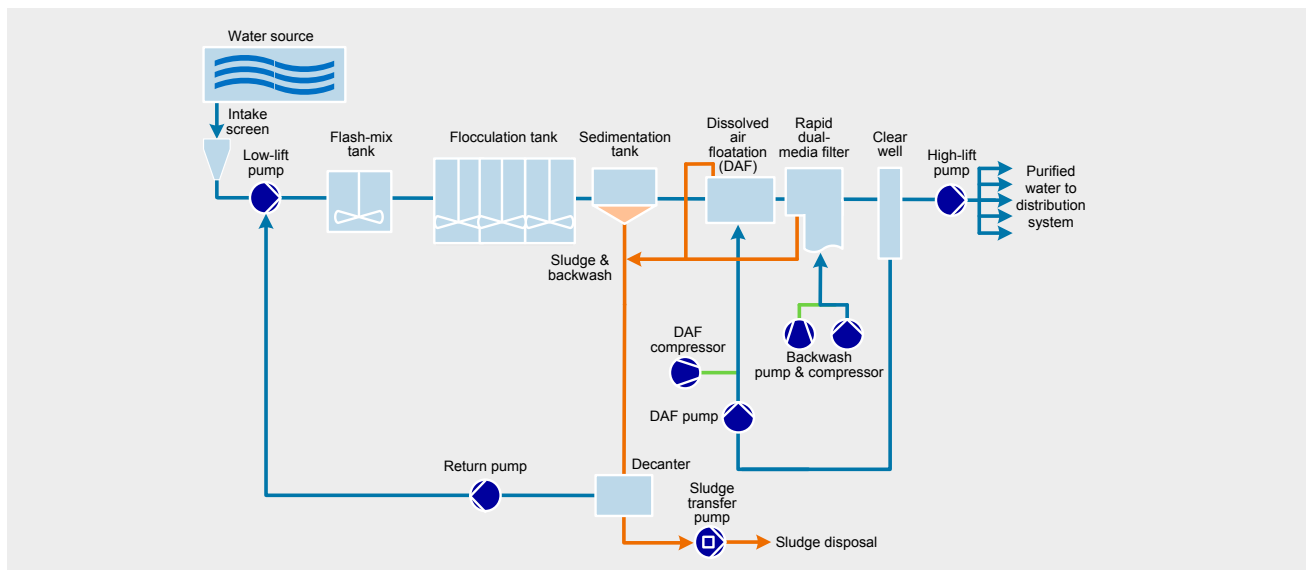 Water source
Intake
screen
Low-lift
pump
Flash-mix
tank
Flocculation tank
Sedimentation
tank
Dissolved
air
floatation
(DAF)
Rapid
dual-
media filter
Clear
well
High-lift
pump
Purified
water to
distribution
system
Sludge &
backwash
DAF
compressor
Backwash
pump & compressor
DAF pump
Return pump
Decanter
Sludge
transfer
pump
Sludge disposal